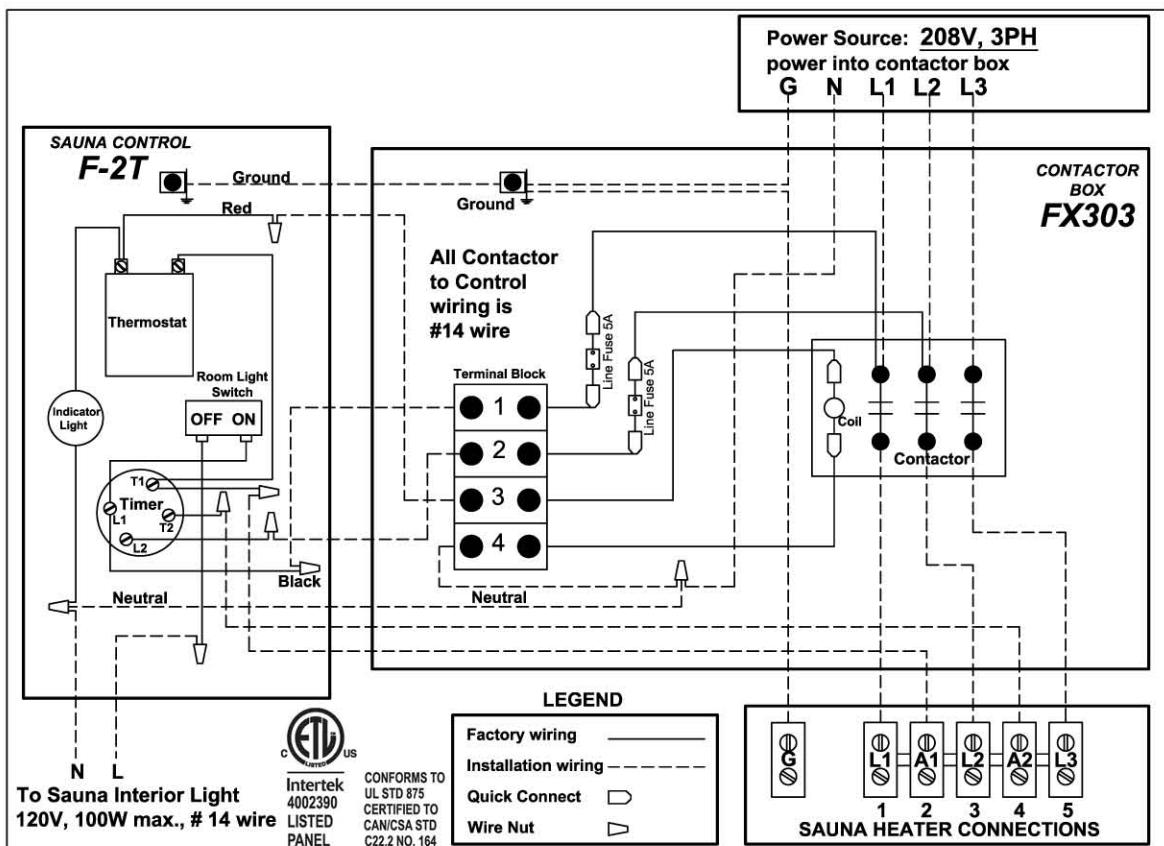 Power Source: 208V, 3PH
power into contactor box
G N L1 L2 L3
SAUNA CONTROL
F-2T
Ground
Red
Thermostat
Room Light
Switch
OFF ON
Indicator
Light
T1
Timer
L1
T2
L2
Black
Neutral
N L
To Sauna Interior Light
120V, 100W max., # 14 wire
CONTACTOR
BOX
FX303
Ground
All Contactor
to Control
wiring is
#14 wire
Line Fuse 5A
Line Fuse 5A
Terminal Block
1
2
3
4
Coil
Contactor
Neutral
C ETL US
LISTED
Intertek
4002390
LISTED
PANEL
CONFORMS TO
UL STD 875
CERTIFIED TO
CAN/CSA STD
C22.2 NO. 164
LEGEND
Factory wiring
Installation wiring
Quick Connect
Wire Nut
G L1 A1 L2 A2 L3
1 2 3 4 5
SAUNA HEATER CONNECTIONS